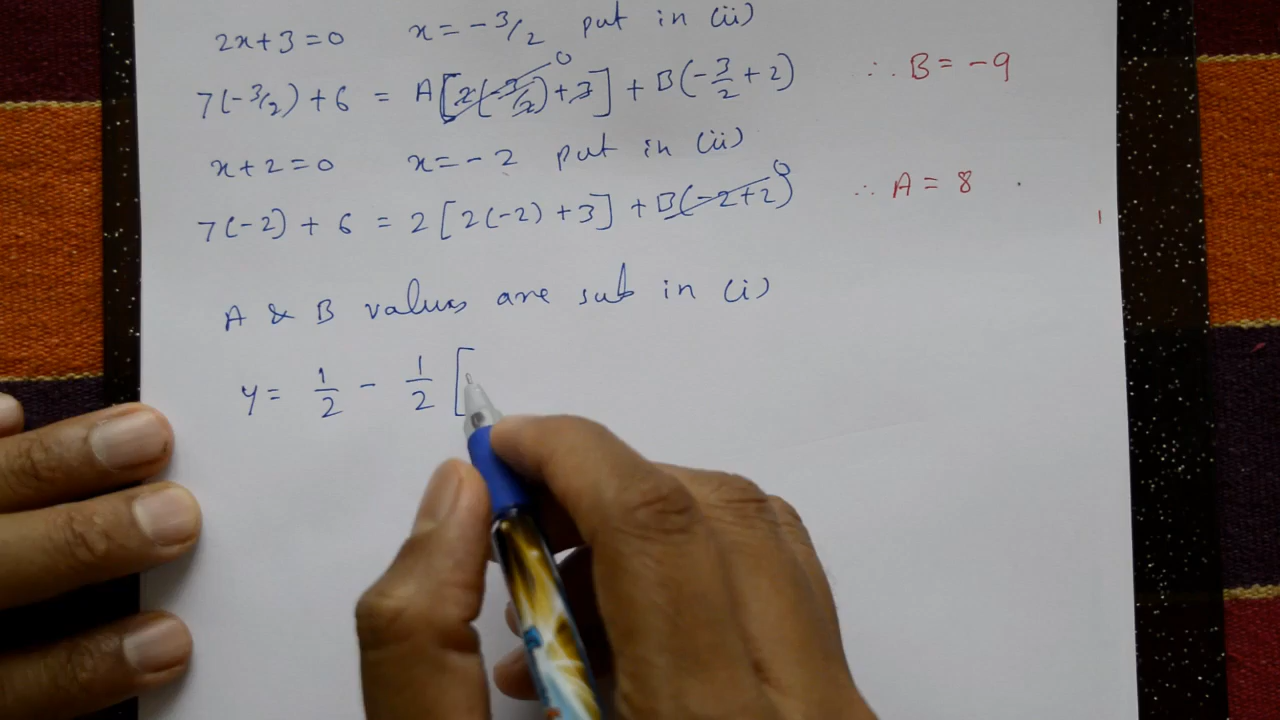 2x+3=0 x=-3/2 put in (ii)
7(-3/2)+6 = A[2(-3/2)+3]0 + B(-3/2+2) ∴ B=-9
x+2=0 x=-2 put in (ii)
7(-2)+6 = 2[2(-2)+3]+B(-2+2)0 ∴ A=8
A & B values are sub in (i)
y= 1/2 - 1/2 [